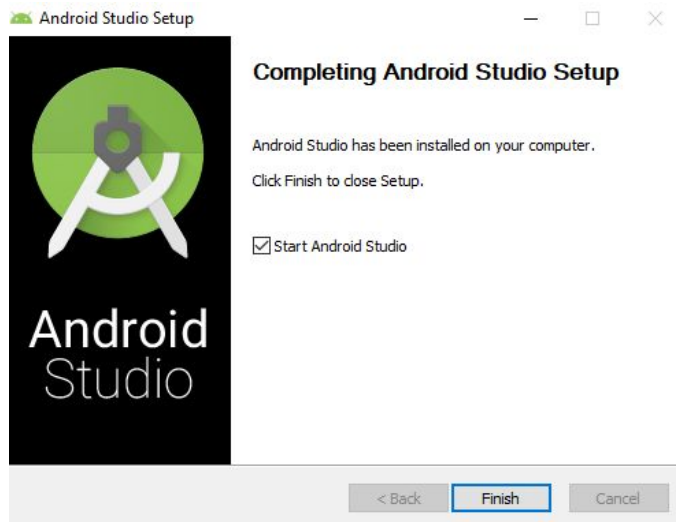 Android Studio Setup
Completing Android Studio Setup
Android Studio has been installed on your computer.
Click Finish to close Setup.
Start Android Studio
Android
Studio
< Back
Finish
Cancel